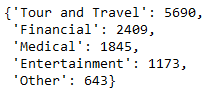 {'Tour and Travel': 5690,
 'Financial': 2409,
 'Medical': 1845,
 'Entertainment': 1173,
 'Other': 643}